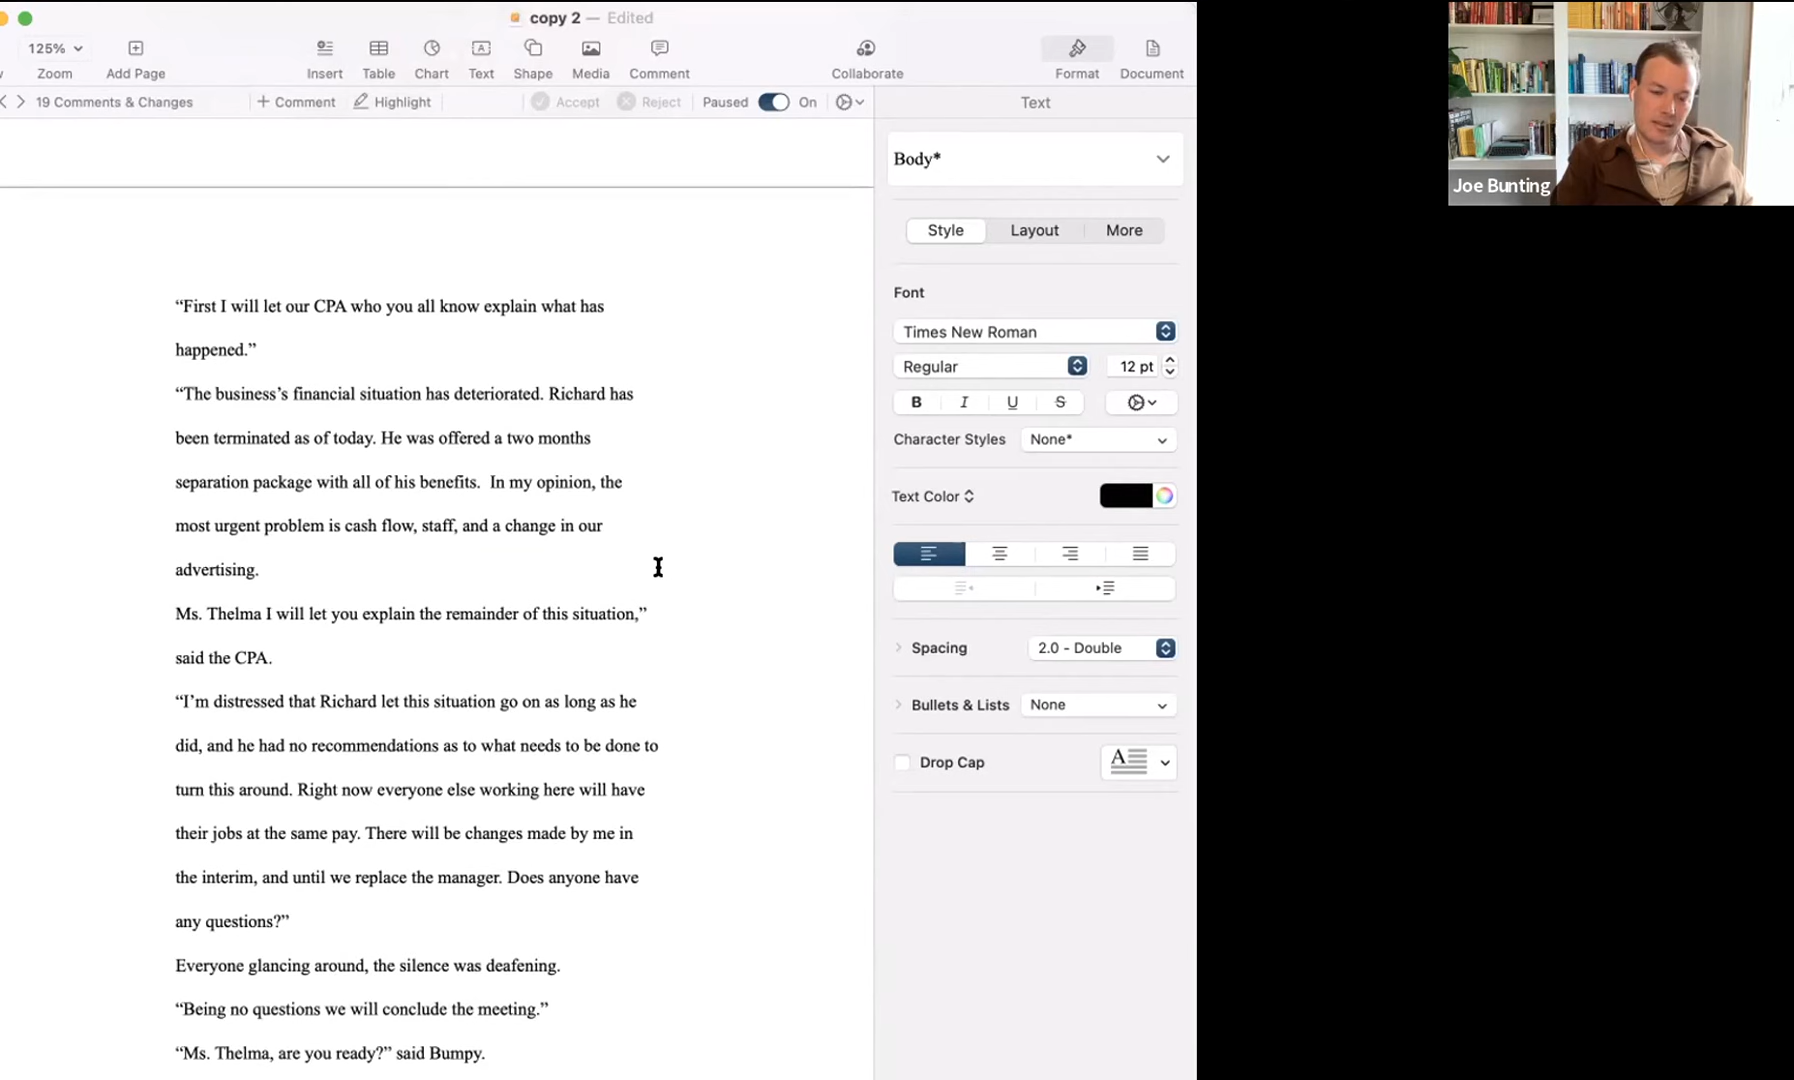 copy 2 — Edited
125%
Zoom
Add Page
Insert
Table
Chart
Text
Shape
Media
Comment
Collaborate
Format
Document
19 Comments & Changes
+ Comment
Highlight
Accept
Reject
Paused
On
Text
“First I will let our CPA who you all know explain what has
happened.”
“The business’s financial situation has deteriorated. Richard has
been terminated as of today. He was offered a two months
separation package with all of his benefits.  In my opinion, the
most urgent problem is cash flow, staff, and a change in our
advertising.
Ms. Thelma I will let you explain the remainder of this situation,”
said the CPA.
“I’m distressed that Richard let this situation go on as long as he
did, and he had no recommendations as to what needs to be done to
turn this around. Right now everyone else working here will have
their jobs at the same pay. There will be changes made by me in
the interim, and until we replace the manager. Does anyone have
any questions?”
Everyone glancing around, the silence was deafening.
“Being no questions we will conclude the meeting.”
“Ms. Thelma, are you ready?” said Bumpy.
Body*
Style
Layout
More
Font
Times New Roman
Regular
12 pt
B I U S
Character Styles
None*
Text Color
Spacing
2.0 - Double
Bullets & Lists
None
Drop Cap
A
Joe Bunting